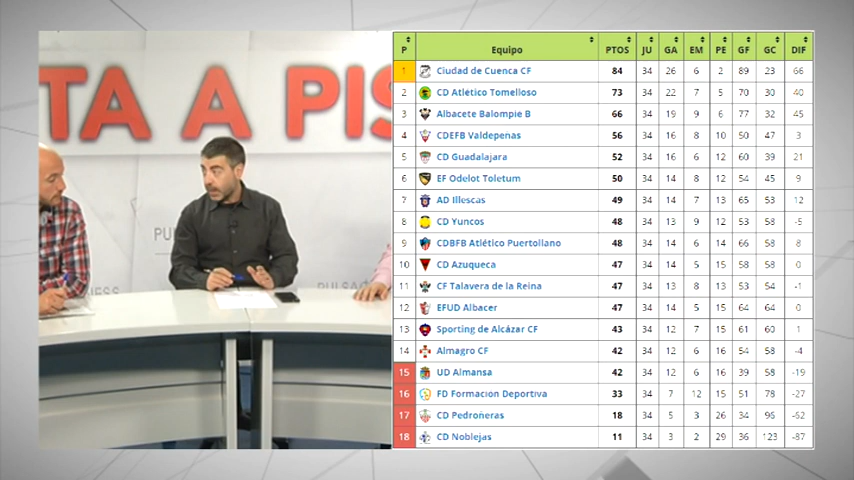 TA A PIS
PULSA
NESS
PULSA
P Equipo PTOS JU GA EM PE GF GC DIF
1 Ciudad de Cuenca CF 84 34 26 6 2 89 23 66
2 CD Atletico Tomelloso 73 34 22 7 5 70 30 40
3 Albacete Balompie B 66 34 19 9 6 77 32 45
4 CDEFB Valdepeñas 56 34 16 8 10 50 47 3
5 CD Guadalajara 52 34 16 6 12 60 39 21
6 EF Odelot Toletum 50 34 14 8 12 54 45 9
7 AD Illescas 49 34 14 7 13 65 53 12
8 CD Yuncos 48 34 13 9 12 53 58 -5
9 CDBFB Atlético Puertollano 48 34 14 6 14 66 58 8
10 CD Azuqueca 47 34 14 5 15 58 58 0
11 CF Talavera de la Reina 47 34 13 8 13 53 54 -1
12 EFUD Albacer 47 34 14 5 15 64 64 0
13 Sporting de Alcázar CF 43 34 12 7 15 61 60 1
14 Almagro CF 42 34 12 6 16 54 58 -4
15 UD Almansa 42 34 12 6 16 39 58 -19
16 FD Formacion Deportiva 33 34 7 12 15 51 78 -27
17 CD Pedroñeras 18 34 5 3 26 34 96 -62
18 CD Noblejas 11 34 3 2 29 36 123 -87